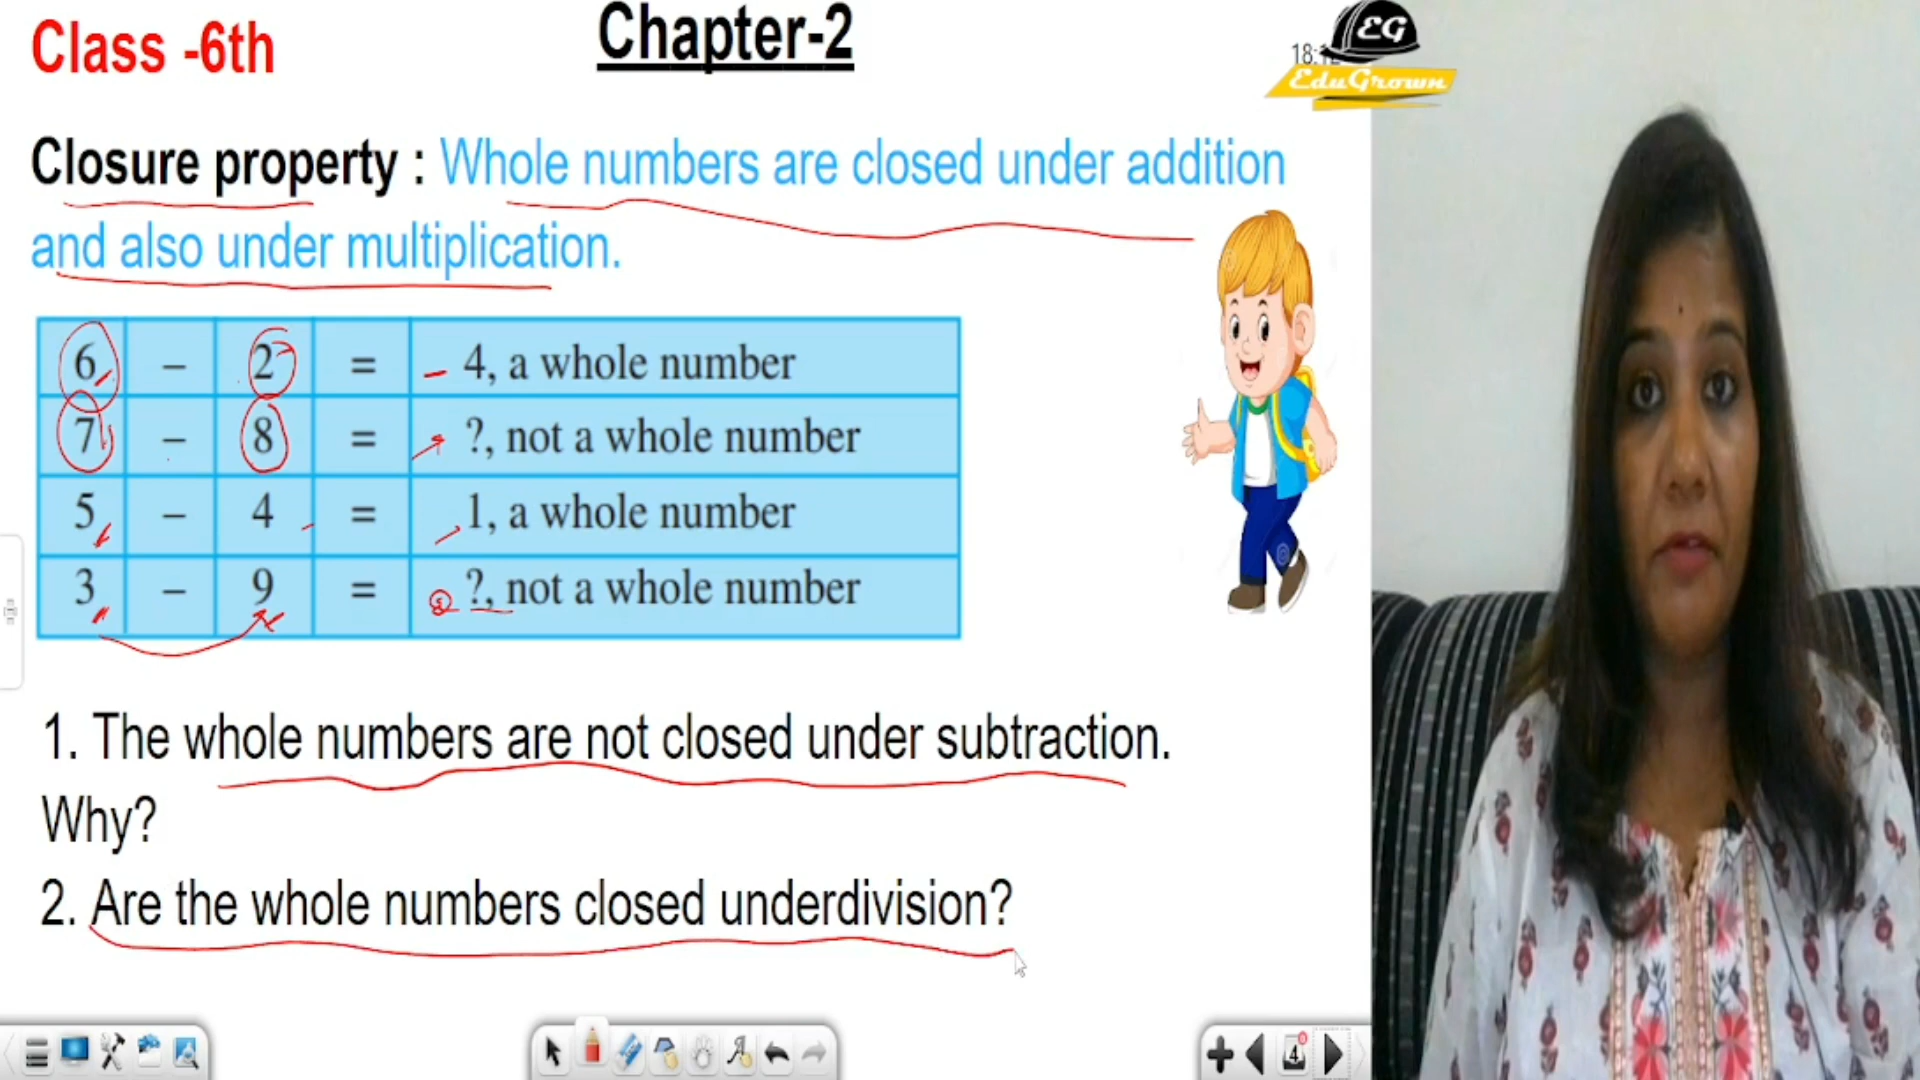 Class -6th
Chapter-2
EG
EduGrown
Closure property : Whole numbers are closed under addition
and also under multiplication.
6 – 2 = 4, a whole number
7 – 8 = ?, not a whole number
5 – 4 = 1, a whole number
3 – 9 = ?, not a whole number
1. The whole numbers are not closed under subtraction.
Why?
2. Are the whole numbers closed underdivision?
4